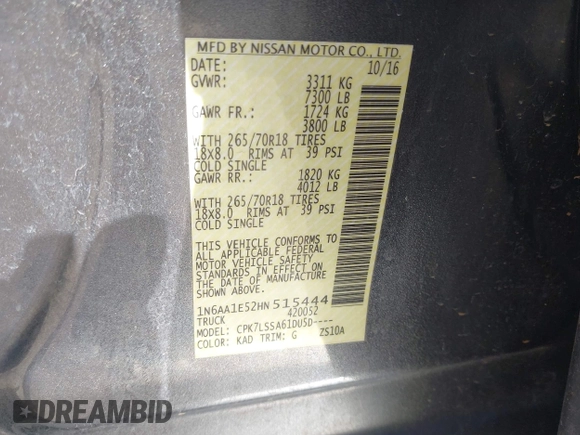 MFD BY NISSAN MOTOR CO., LTD.
DATE: 10/16
GVWR: 3311 KG
7300 LB
GAWR FR.: 1724 KG
3800 LB
WITH 265/70R18 TIRES
18x8.0 RIMS AT 39 PSI
COLD SINGLE
GAWR RR.: 1820 KG
4012 LB
WITH 265/70R18 TIRES
18x8.0 RIMS AT 39 PSI
COLD SINGLE
THIS VEHICLE CONFORMS TO
ALL APPLICABLE FEDERAL
MOTOR VEHICLE SAFETY
STANDARDS IN EFFECT ON
THE DATE OF MANUFACTURE
SHOWN ABOVE.
1N6AA1E52HN515444
TRUCK 420052
MODEL: CPK7LSSA61DU5D----
COLOR: KAD TRIM: G ZS10A
DREAMBID